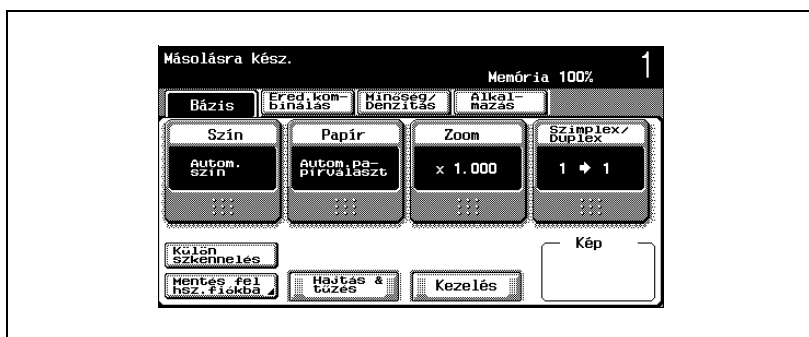 Másolásra kész.
1
Memória 100%
Bázis
Ered.kom-
binálás
Minőség/
Denzitás
Alkal-
mazás
Szín
Papír
Zoom
Szimplex/
Duplex
Autom.
szín
Autom.pa-
pírválaszt
x 1.000
1 ➔ 1
Külön
szkennelés
Kép
Mentés fel
hsz.fiókba
Hajtás &
tűzés
Kezelés